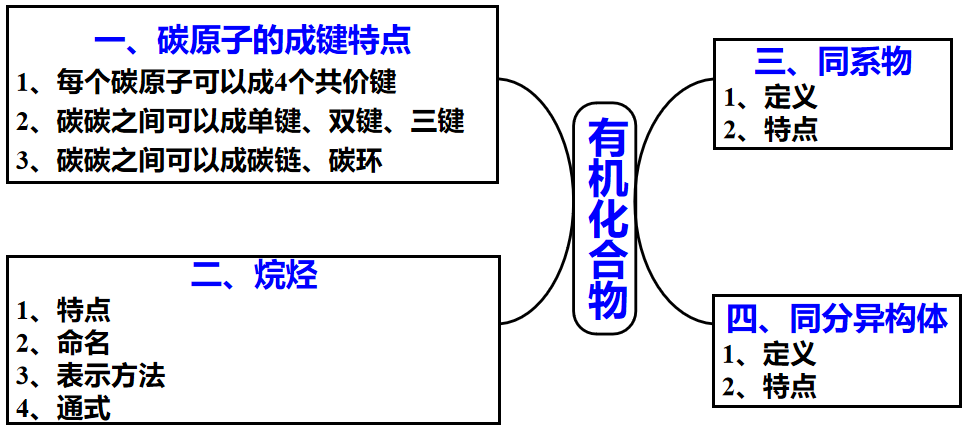 一、碳原子的成键特点
1、每个碳原子可以成4个共价键
2、碳碳之间可以成单键、双键、三键
3、碳碳之间可以成碳链、碳环
二、烷烃
1、特点
2、命名
3、表示方法
4、通式
有机化合物
三、同系物
1、定义
2、特点
四、同分异构体
1、定义
2、特点